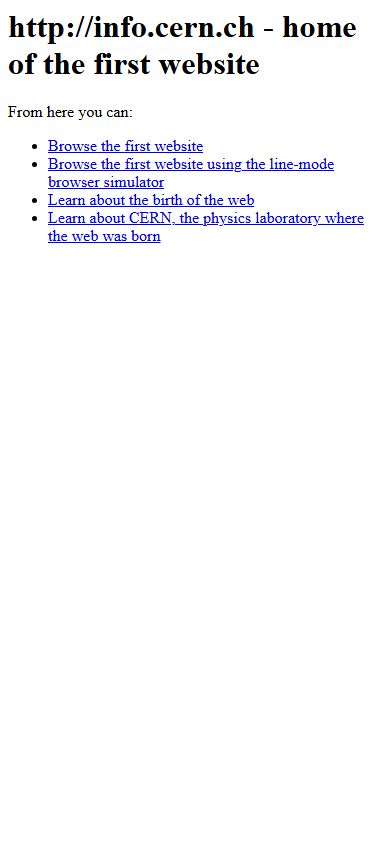 http://info.cern.ch - home
of the first website
From here you can:
Browse the first website
Browse the first website using the line-mode
browser simulator
Learn about the birth of the web
Learn about CERN, the physics laboratory where
the web was born